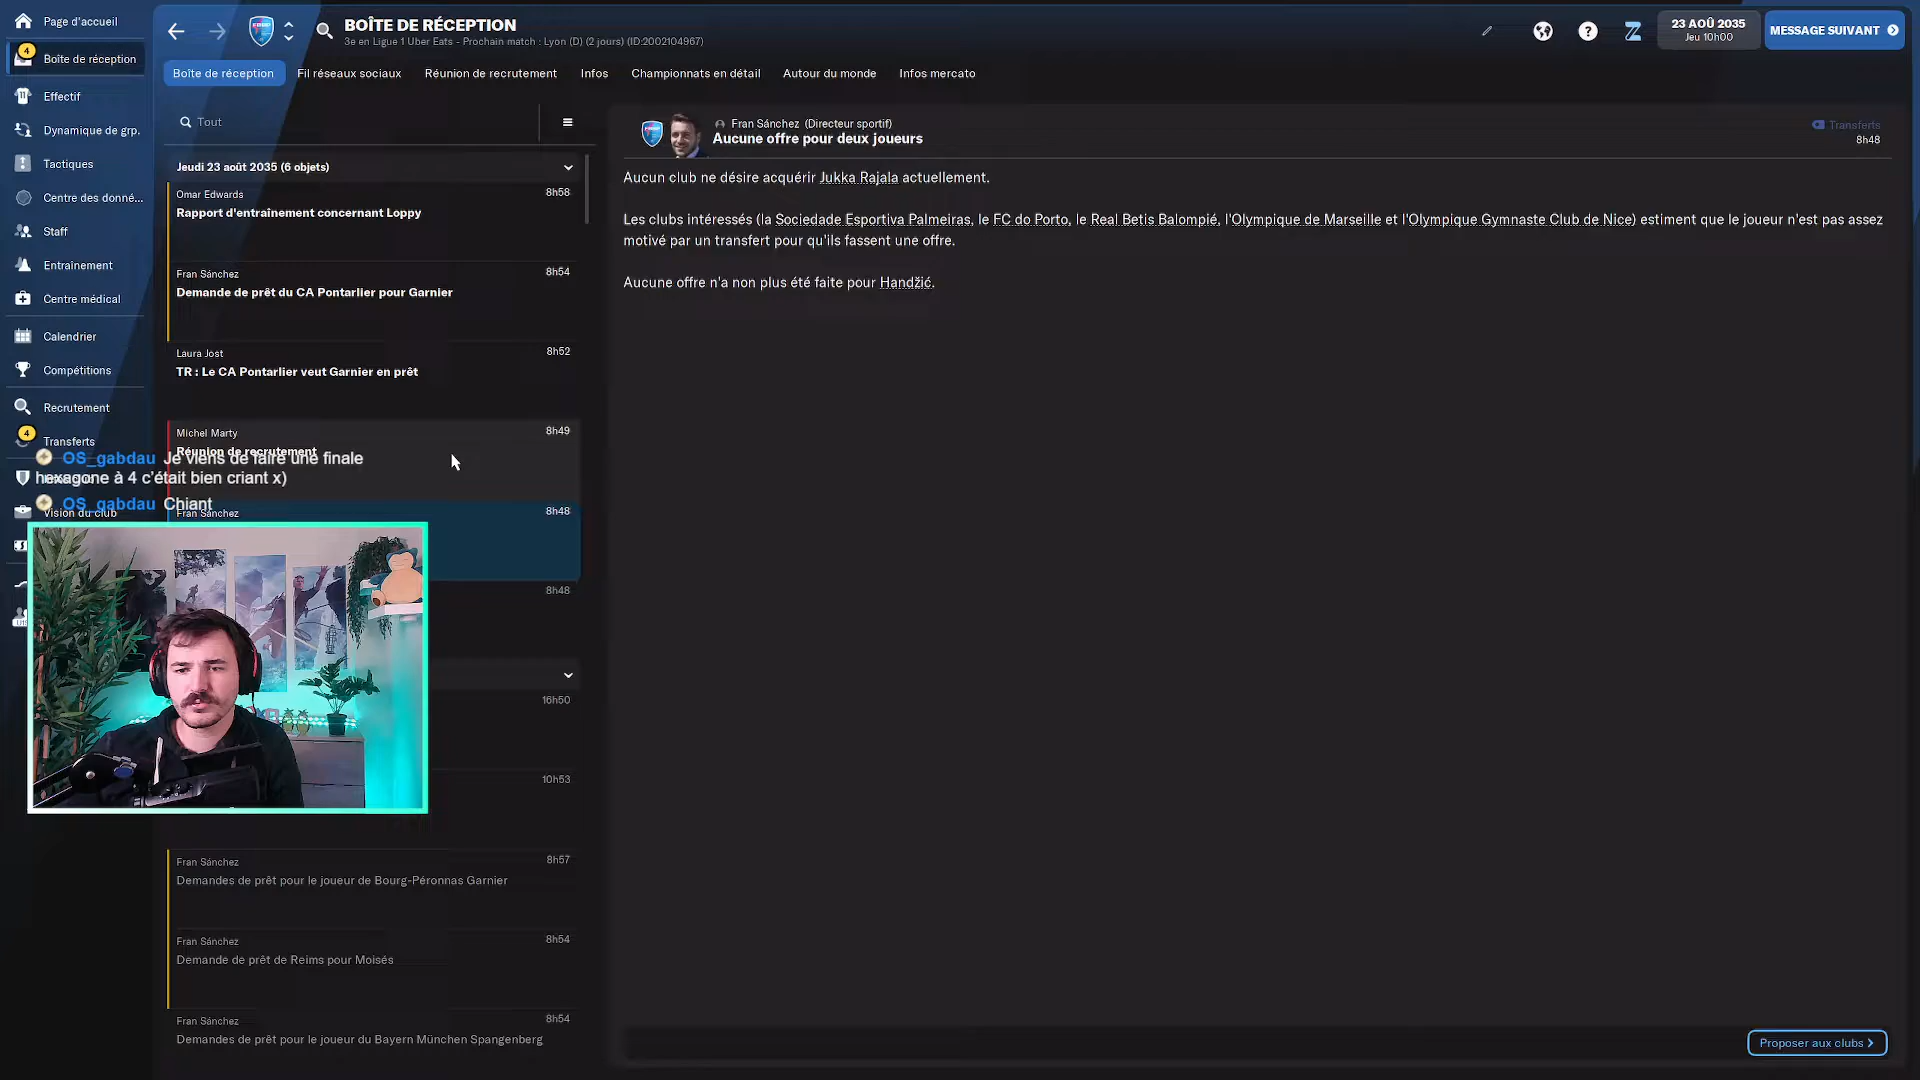 Page d'accueil
4
Boîte de réception
Effectif
Dynamique de grp.
Tactiques
Centre des donné...
Staff
Entraînement
Centre médical
Calendrier
Compétitions
Recrutement
4
Transferts
Vision du club
BOÎTE DE RÉCEPTION
3e en Ligue 1 Uber Eats - Prochain match : Lyon (D) (2 jours) (ID:2002104967)
23 AOÛ 2035
Jeu 10h00
MESSAGE SUIVANT
Boîte de réception
Fil réseaux sociaux
Réunion de recrutement
Infos
Championnats en détail
Autour du monde
Infos mercato
Tout
Jeudi 23 août 2035 (6 objets)
Omar Edwards
8h58
Rapport d'entraînement concernant Loppy
Fran Sánchez
8h54
Demande de prêt du CA Pontarlier pour Garnier
Laura Jost
8h52
TR : Le CA Pontarlier veut Garnier en prêt
Michel Marty
8h49
Réunion de recrutement
OS_gabdau Je viens de faire une finale
hexagone à 4 c'était bien criant x)
OS_gabdau Chiant
Fran Sánchez
8h48
8h48
16h50
10h53
Fran Sánchez
8h57
Demandes de prêt pour le joueur de Bourg-Péronnas Garnier
Fran Sánchez
8h54
Demande de prêt de Reims pour Moisés
Fran Sánchez
8h54
Demandes de prêt pour le joueur du Bayern München Spangenberg
Fran Sánchez (Directeur sportif)
Aucune offre pour deux joueurs
Transferts
8h48
Aucun club ne désire acquérir Jukka Rajala actuellement.
Les clubs intéressés (la Sociedade Esportiva Palmeiras, le FC do Porto, le Real Betis Balompié, l'Olympique de Marseille et l'Olympique Gymnaste Club de Nice) estiment que le joueur n'est pas assez
motivé par un transfert pour qu'ils fassent une offre.
Aucune offre n'a non plus été faite pour Handžić.
Proposer aux clubs